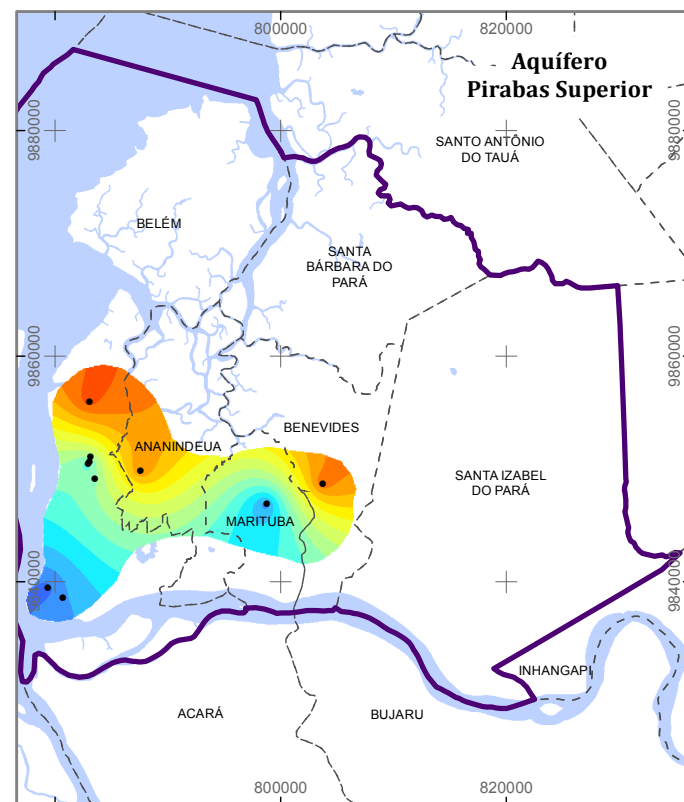 800000
820000
Aquífero
Pirabas Superior
9880000
9880000
SANTO ANTÔNIO
DO TAUÁ
BELÉM
SANTA
BÁRBARA DO
PARÁ
9860000
9860000
BENEVIDES
ANANINDEUA
SANTA IZABEL
DO PARÁ
MARITUBA
9840000
9840000
INHANGAPI
ACARÁ
BUJARU
800000
820000